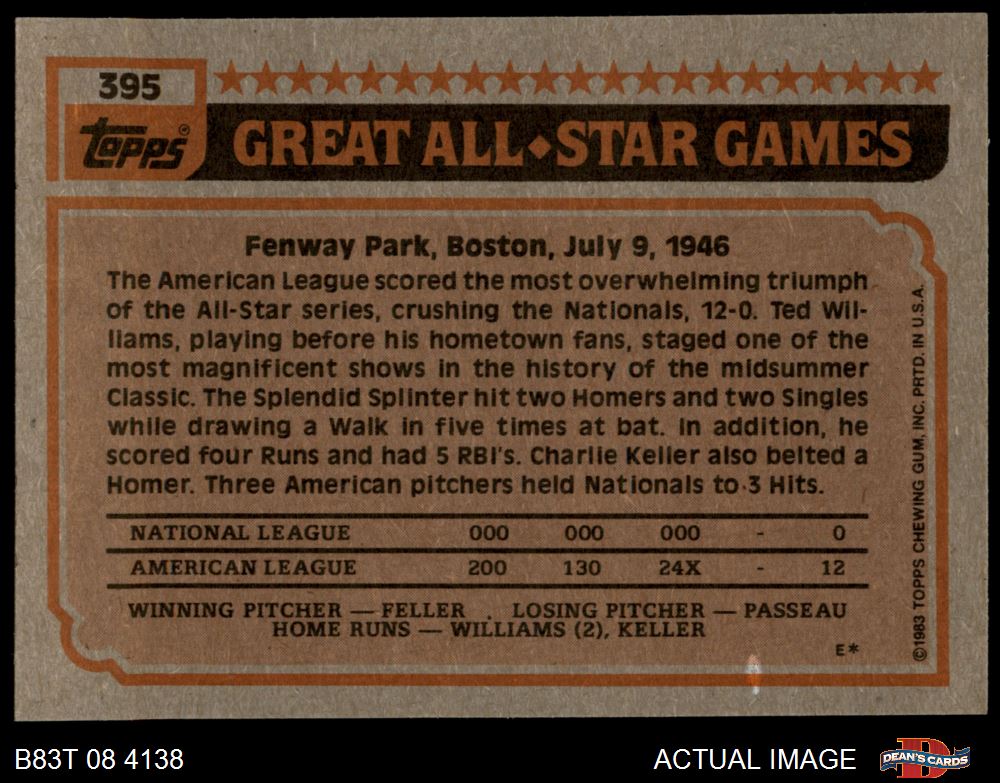 395
topps®
GREAT ALL◆STAR GAMES
Fenway Park, Boston, July 9, 1946
The American League scored the most overwhelming triumph
of the All-Star series, crushing the Nationals, 12-0. Ted Wil-
liams, playing before his hometown fans, staged one of the
most magnificent shows in the history of the midsummer
Classic. The Splendid Splinter hit two Homers and two Singles
while drawing a Walk in five times at bat. In addition, he
scored four Runs and had 5 RBI's. Charlie Keller also belted a
Homer. Three American pitchers held Nationals to 3 Hits.
NATIONAL LEAGUE 000 000 000 - 0
AMERICAN LEAGUE 200 130 24X - 12
WINNING PITCHER — FELLER . LOSING PITCHER — PASSEAU
HOME RUNS — WILLIAMS (2), KELLER
E*
©1983 TOPPS CHEWING GUM, INC. PRTD. IN U.S.A.
B83T 08 4138
ACTUAL IMAGE
D
DEAN'S CARDS